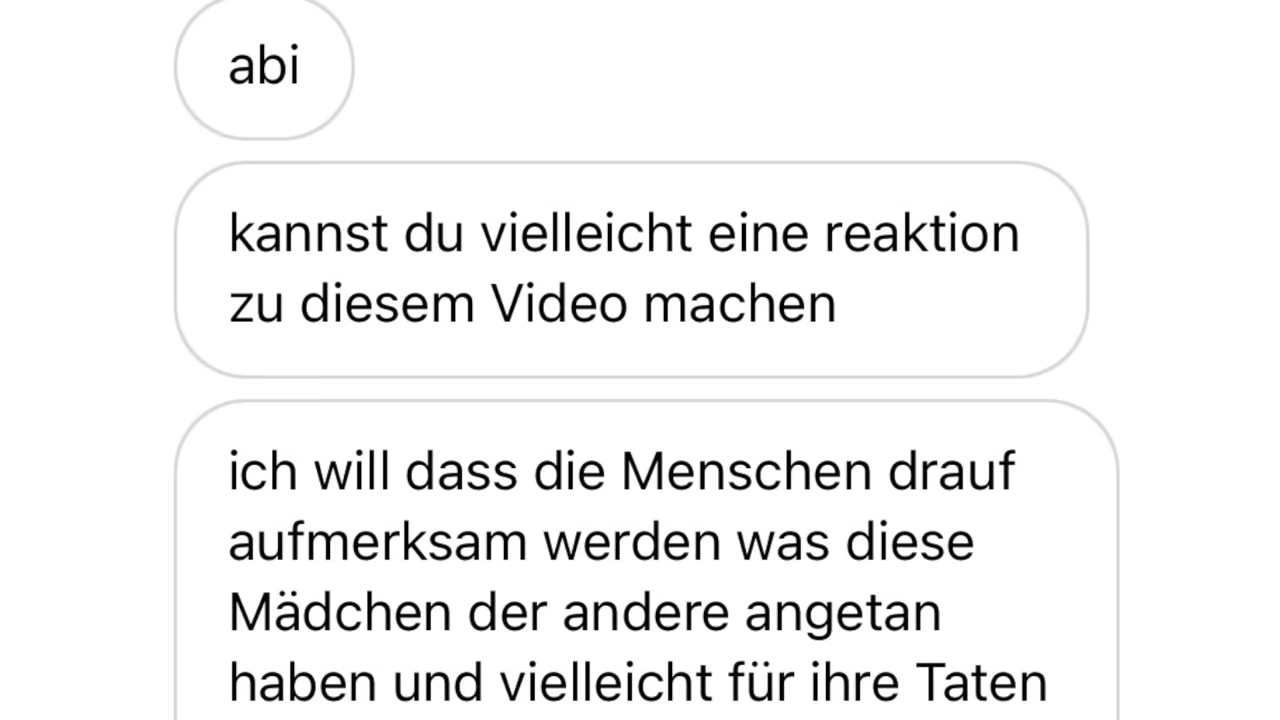 abi
kannst du vielleicht eine reaktion
zu diesem Video machen
ich will dass die Menschen drauf
aufmerksam werden was diese
Mädchen der andere angetan
haben und vielleicht für ihre Taten